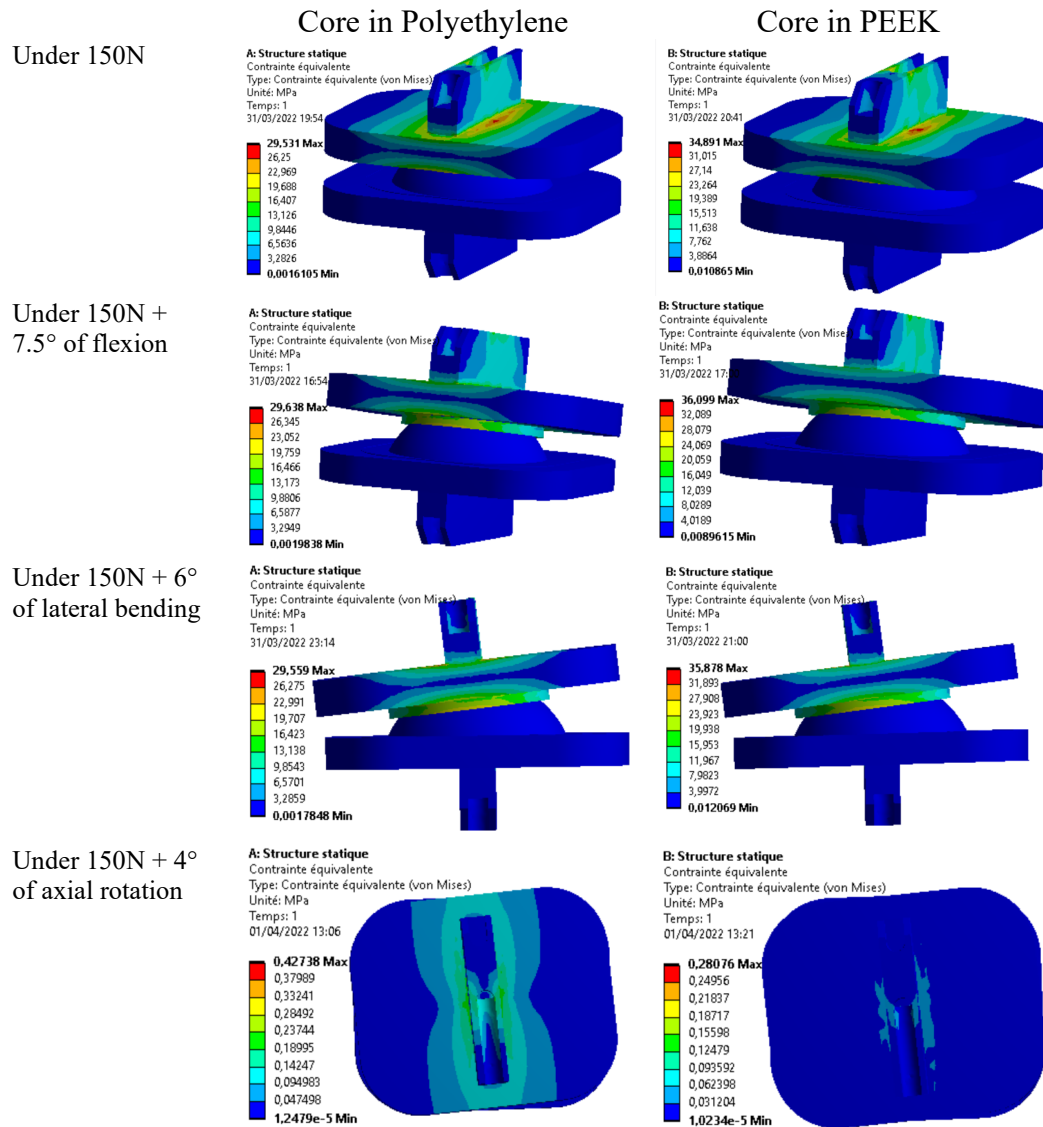 Core in Polyethylene
Core in PEEK
Under 150N
A: Structure statique
Contrainte équivalente
Type: Contrainte équivalente (von Mises)
Unité: MPa
Temps: 1
31/03/2022 19:54
29,531 Max
26,25
22,969
19,688
16,407
13,126
9,8446
6,5636
3,2826
0,0016105 Min
B: Structure statique
Contrainte équivalente
Type: Contrainte équivalente (von Mises)
Unité: MPa
Temps: 1
31/03/2022 20:41
34,891 Max
31,015
27,14
23,264
19,389
15,513
11,638
7,762
3,8864
0,010865 Min
Under 150N +
7.5° of flexion
A: Structure statique
Contrainte équivalente
Type: Contrainte équivalente (von Mises
Unité: MPa
Temps: 1
31/03/2022 16:54
29,638 Max
26,345
23,052
19,759
16,466
13,173
9,8806
6,5877
3,2949
0,0019838 Min
B: Structure statique
Contrainte équivalente
Type: Contrainte équivalente (von Mises)
Unité: MPa
Temps: 1
31/03/2022 17:
36,099 Max
32,089
28,079
24,069
20,059
16,049
12,039
8,0289
4,0189
0,0089615 Min
Under 150N + 6°
of lateral bending
A: Structure statique
Contrainte équivalente
Type: Contrainte équivalente (von Mises)
Unité: MPa
Temps: 1
31/03/2022 23:14
29,559 Max
26,275
22,991
19,707
16,423
13,138
9,8543
6,5701
3,2859
0,0017848 Min
B: Structure statique
Contrainte équivalente
Type: Contrainte équivalente (von Mises)
Unité: MPa
Temps: 1
31/03/2022 21:00
35,878 Max
31,893
27,908
23,923
19,938
15,953
11,967
7,9823
3,9972
0,012069 Min
Under 150N + 4°
of axial rotation
A: Structure statique
Contrainte équivalente
Type: Contrainte équivalente (von Mises)
Unité: MPa
Temps: 1
01/04/2022 13:06
0,42738 Max
0,37989
0,33241
0,28492
0,23744
0,18995
0,14247
0,094983
0,047498
1,2479e-5 Min
B: Structure statique
Contrainte équivalente
Type: Contrainte équivalente (von Mises)
Unité: MPa
Temps: 1
01/04/2022 13:21
0,28076 Max
0,24956
0,21837
0,18717
0,15598
0,12479
0,093592
0,062398
0,031204
1,0234e-5 Min